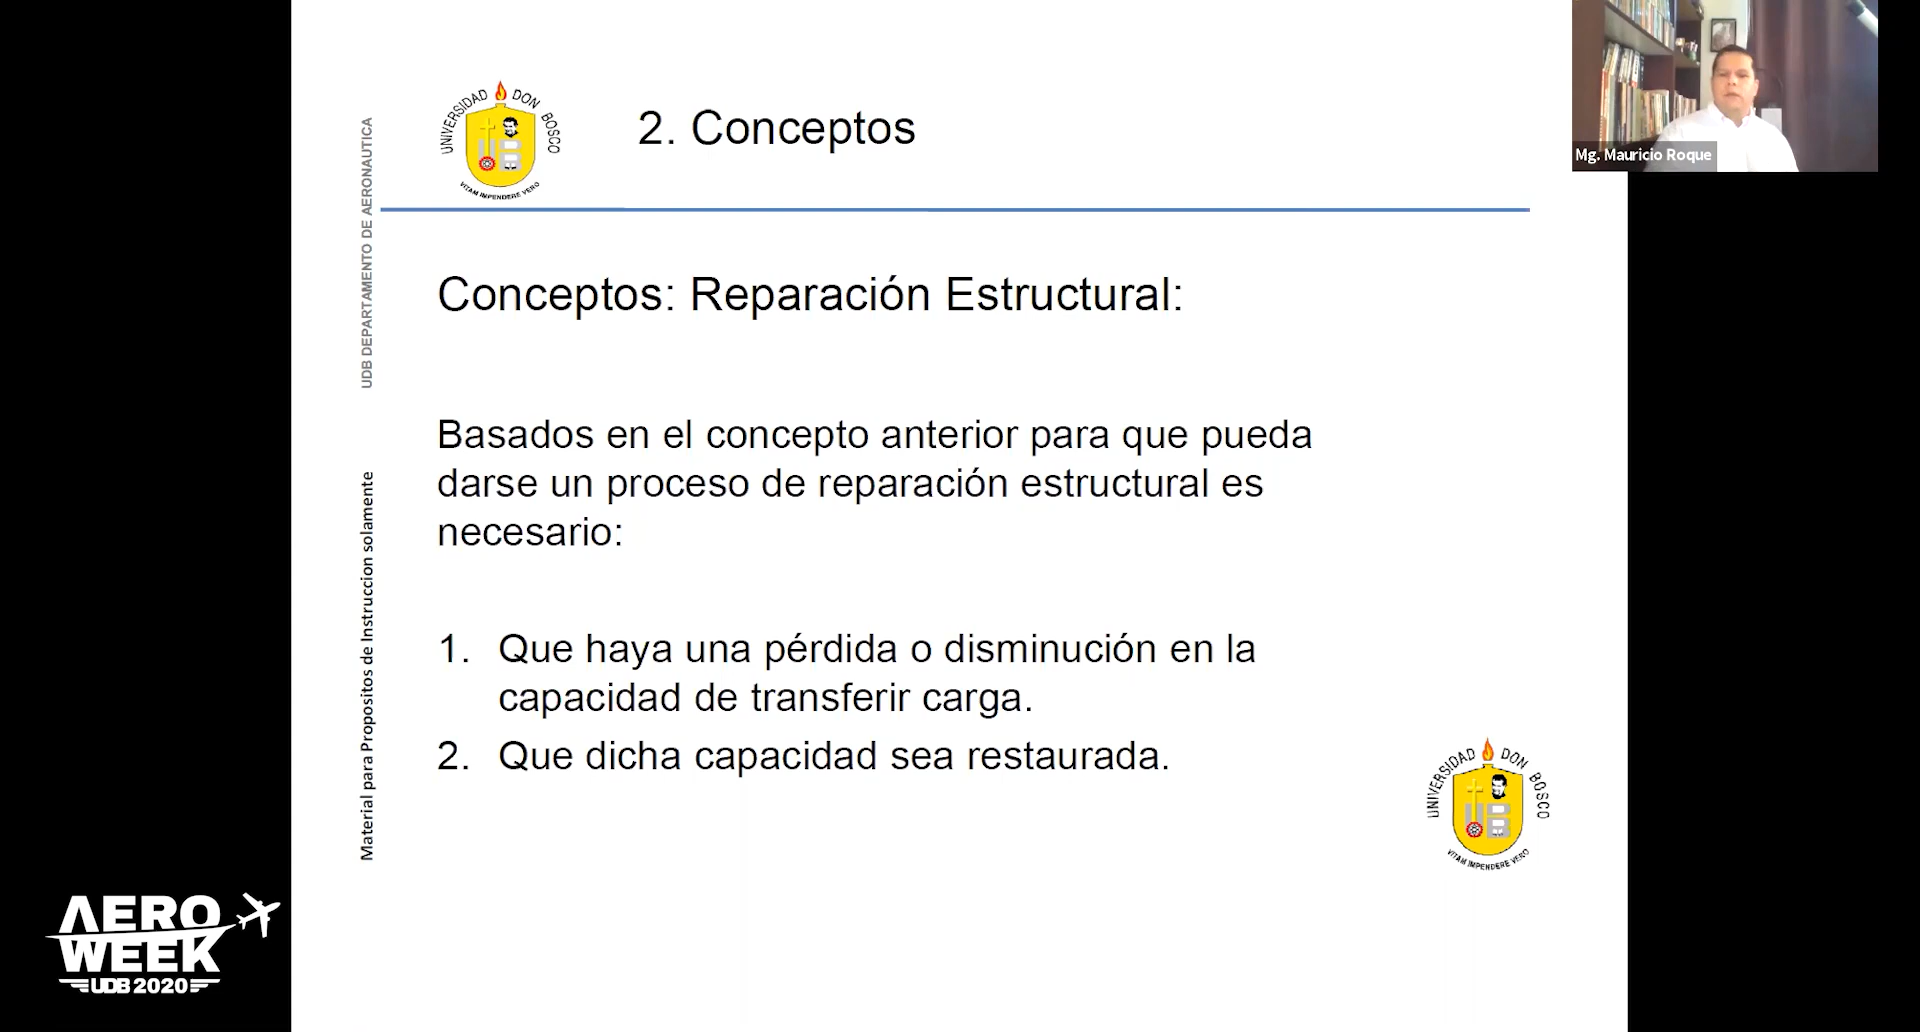 UNIVERSIDAD DON BOSCO
VITAM IMPENDERE VERO
2. Conceptos
Mg. Mauricio Roque
UDB DEPARTAMENTO DE AERONAUTICA
Material para Propositos de Instruccion solamente
Conceptos: Reparación Estructural:
Basados en el concepto anterior para que pueda
darse un proceso de reparación estructural es
necesario:
1. Que haya una pérdida o disminución en la
capacidad de transferir carga.
2. Que dicha capacidad sea restaurada.
UNIVERSIDAD DON BOSCO
VITAM IMPENDERE VERO
AERO
WEEK
UDB 2020